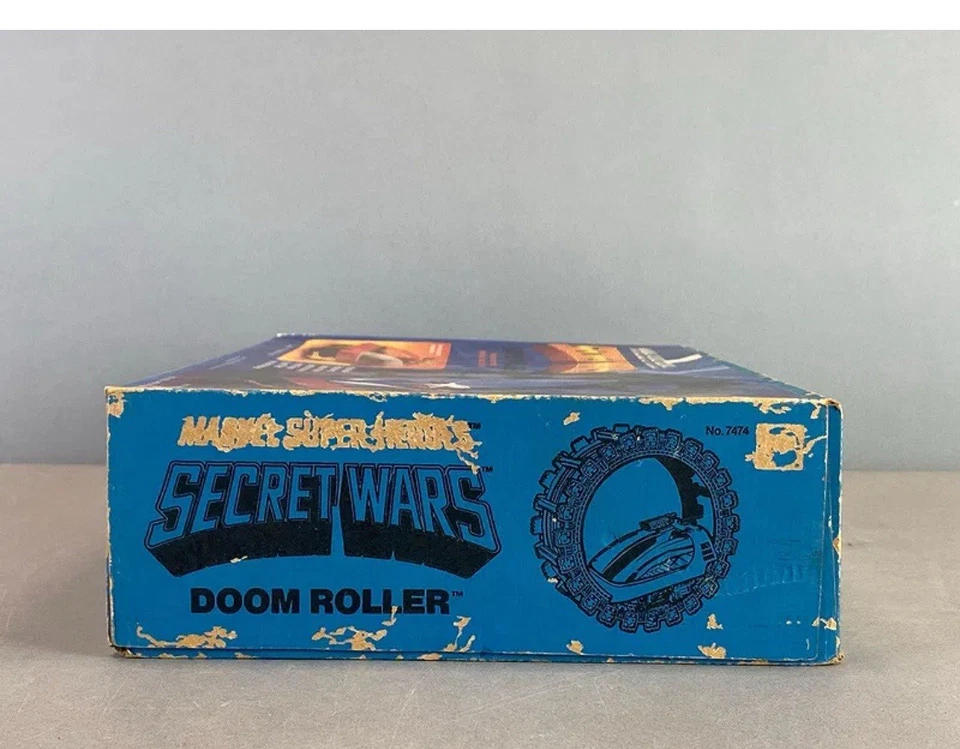 MARVEL SUPER HEROES™
SECRET WARS™
DOOM ROLLER™
No. 7474